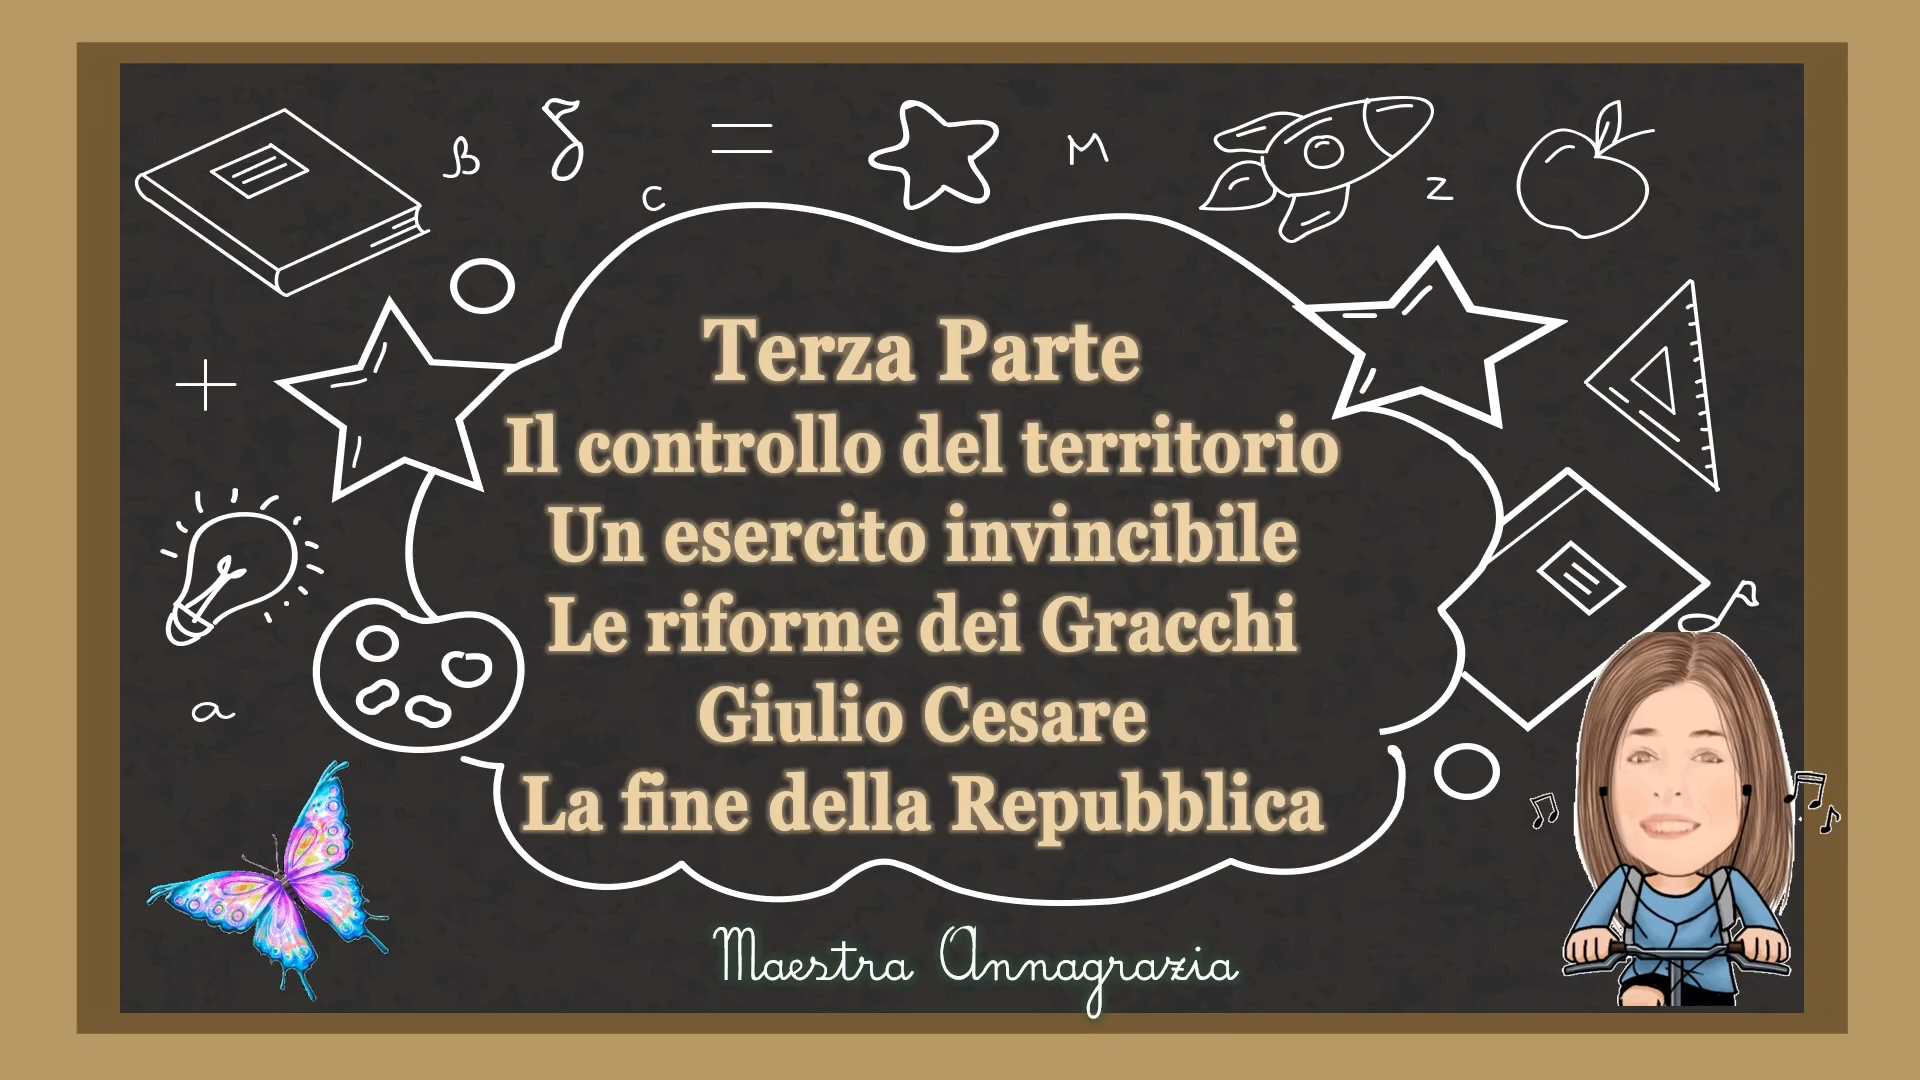 B
C
=
M
z
+
a
Terza Parte
Il controllo del territorio
Un esercito invincibile
Le riforme dei Gracchi
Giulio Cesare
La fine della Repubblica
Maestra Annagrazia